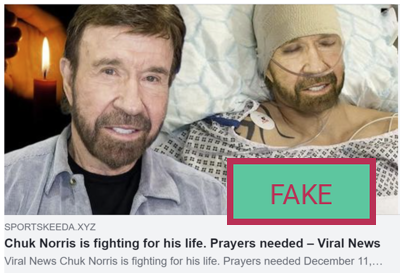 FAKE
SPORTSKEEDA.XYZ
Chuk Norris is fighting for his life. Prayers needed – Viral News
Viral News Chuk Norris is fighting for his life. Prayers needed December 11,...